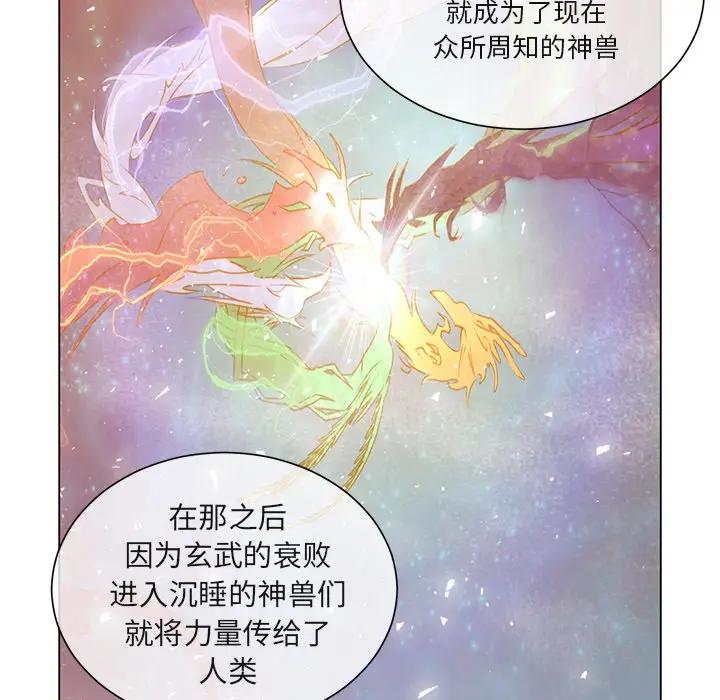 就成为了现在
众所周知的神兽
在那之后
因为玄武的衰败
进入沉睡的神兽们
就将力量传给了
人类